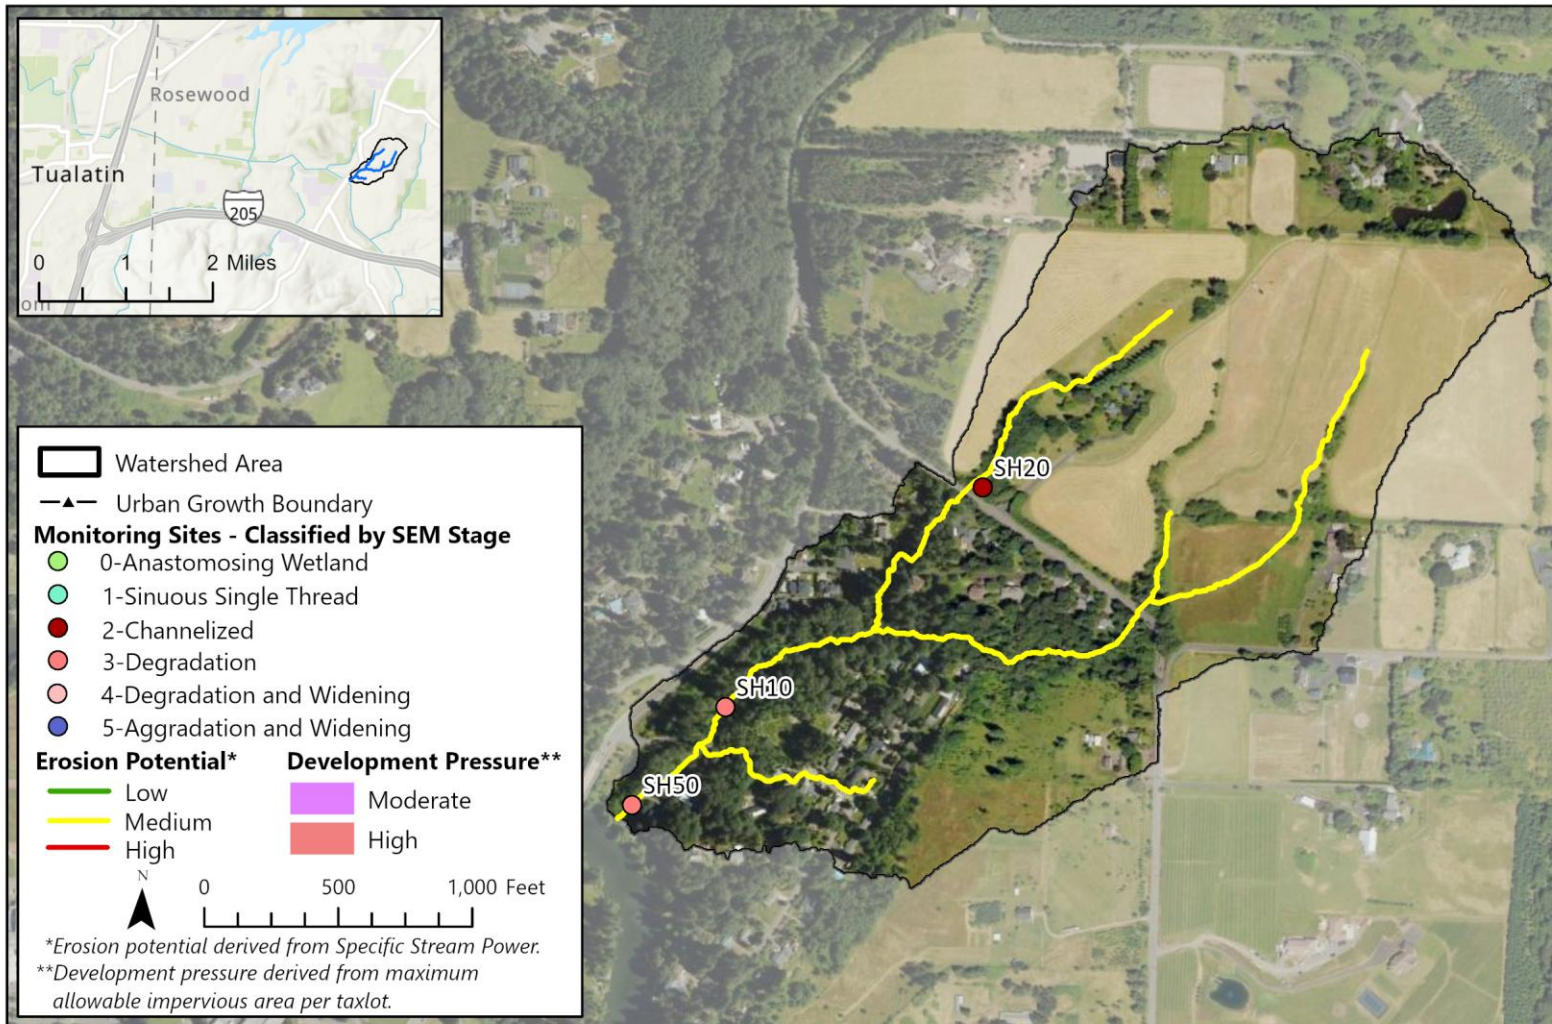 Rosewood
Tualatin
205
0 1 2 Miles
om
SH20
SH10
SH50
Watershed Area
Urban Growth Boundary
Monitoring Sites - Classified by SEM Stage
0-Anastomosing Wetland
1-Sinuous Single Thread
2-Channelized
3-Degradation
4-Degradation and Widening
5-Aggradation and Widening
Erosion Potential* Development Pressure**
Low
Medium
High
Moderate
High
N
0 500 1,000 Feet
*Erosion potential derived from Specific Stream Power.
**Development pressure derived from maximum
allowable impervious area per taxlot.